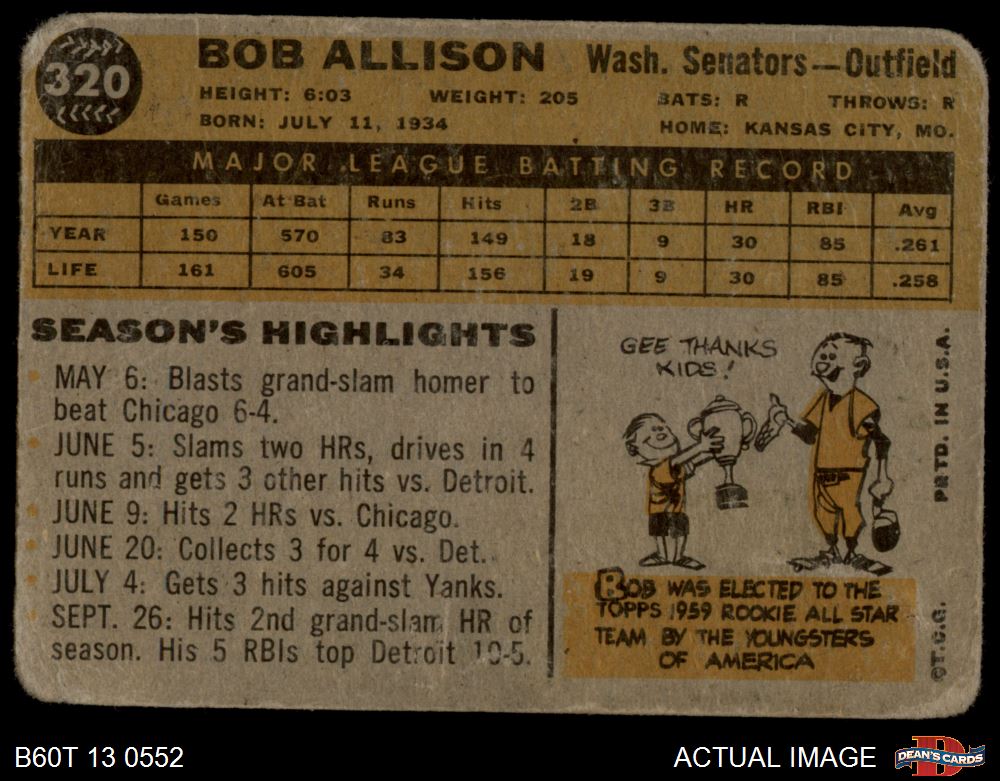 320
BOB ALLISON Wash. Senators—Outfield
HEIGHT: 6:03 WEIGHT: 205 BATS: R THROWS: R
BORN: JULY 11, 1934 HOME: KANSAS CITY, MO.
MAJOR LEAGUE BATTING RECORD
Games At Bat Runs Hits 2B 3B HR RBI Avg
YEAR 150 570 83 149 18 9 30 85 .261
LIFE 161 605 34 156 19 9 30 85 .258
SEASON'S HIGHLIGHTS
MAY 6: Blasts grand-slam homer to
beat Chicago 6-4.
JUNE 5: Slams two HRs, drives in 4
runs and gets 3 other hits vs. Detroit.
JUNE 9: Hits 2 HRs vs. Chicago.
JUNE 20: Collects 3 for 4 vs. Det.
JULY 4: Gets 3 hits against Yanks.
SEPT. 26: Hits 2nd grand-slam HR of
season. His 5 RBIs top Detroit 10-5.
GEE THANKS
KIDS!
BOB WAS ELECTED TO THE
TOPPS 1959 ROOKIE ALL STAR
TEAM BY THE YOUNGSTERS
OF AMERICA
©T.C.G. PRTD. IN U.S.A.
B60T 13 0552 ACTUAL IMAGE
D
DEAN'S CARDS